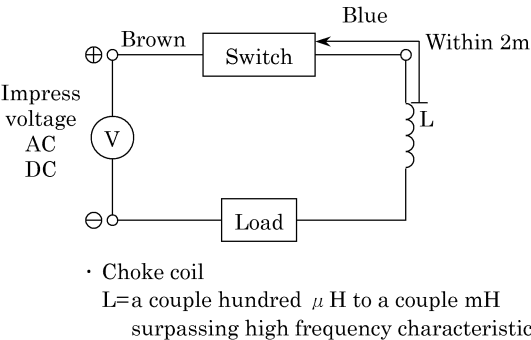 Blue
Brown
Switch
Within 2m
⊕
Impress
voltage
AC
DC
V
L
⊖
Load
・ Choke coil
L=a couple hundred μH to a couple mH
surpassing high frequency characteristic